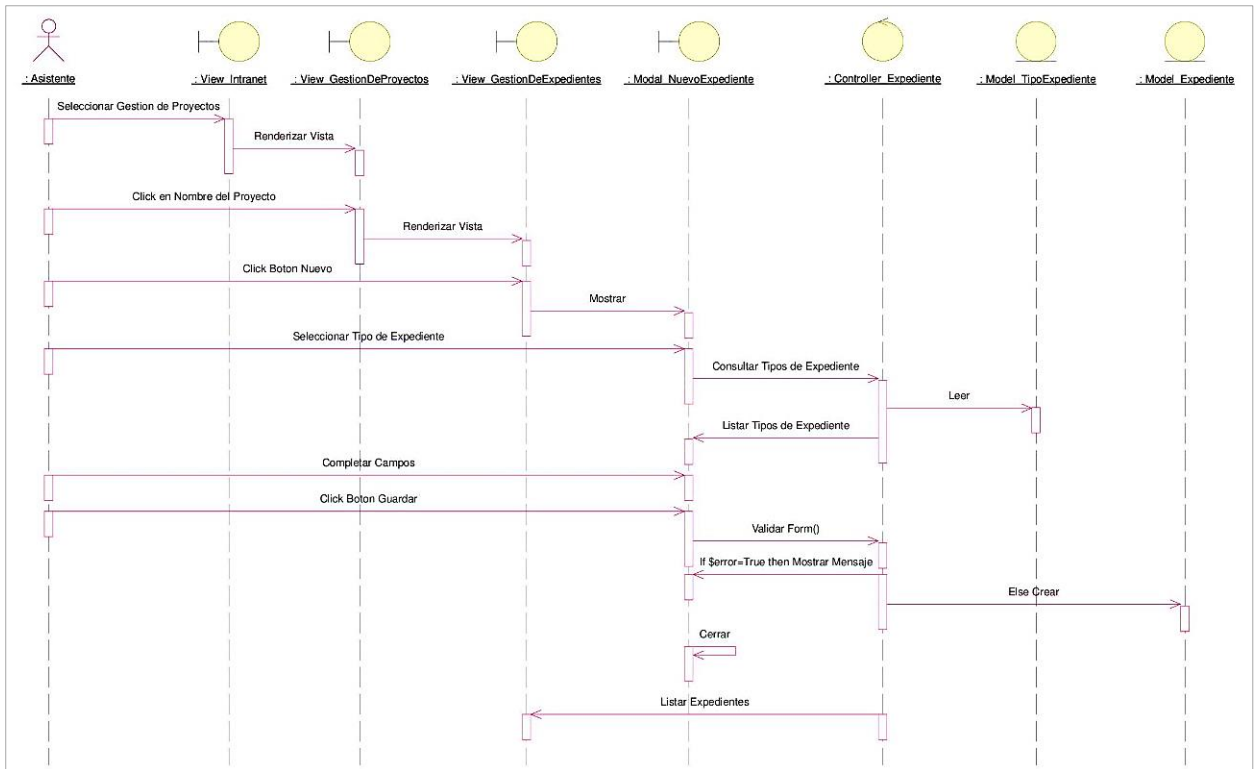 : Asistente
: View_Intranet
: View_GestionDeProyectos
: View_GestionDeExpedientes
: Modal_NuevoExpediente
: Controller_Expediente
: Model_TipoExpediente
: Model_Expediente
Seleccionar Gestion de Proyectos
Renderizar Vista
Click en Nombre del Proyecto
Renderizar Vista
Click Boton Nuevo
Mostrar
Seleccionar Tipo de Expediente
Consultar Tipos de Expediente
Leer
Listar Tipos de Expediente
Completar Campos
Click Boton Guardar
Validar Form()
If $error=True then Mostrar Mensaje
Else Crear
Cerrar
Listar Expedientes